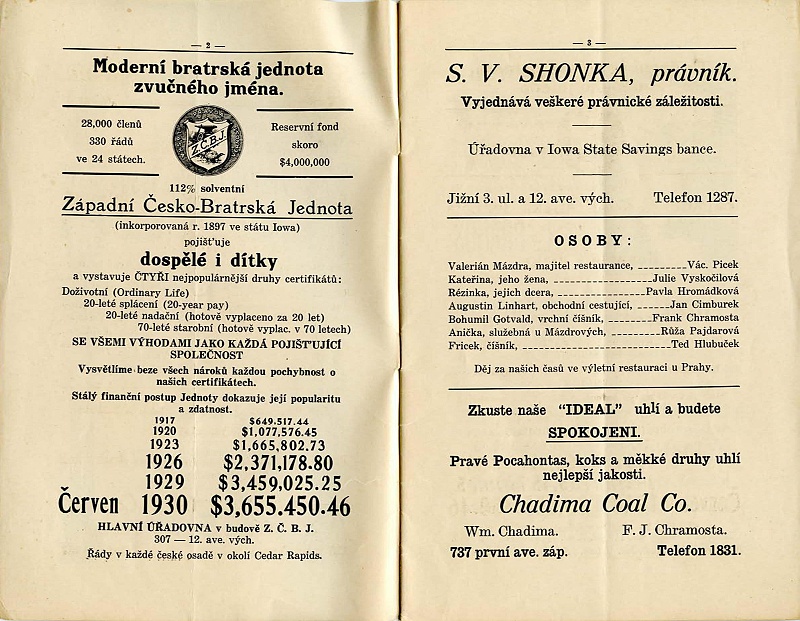 — 2 —
Moderní bratrská jednota
zvučného jména.
28,000 členů
330 řádů
ve 24 státech.
Z.Č.B.J.
Reservní fond
skoro
$4,000,000
112% solventní
Západní Česko-Bratrská Jednota
(inkorporovaná r. 1897 ve státu Iowa)
pojišťuje
dospělé i dítky
a vystavuje ČTYŘI nejpopulárnější druhy certifikátů:
Doživotní (Ordinary Life)
20-leté splácení (20-year pay)
20-leté nadační (hotově vyplaceno za 20 let)
70-leté starobní (hotově vyplac. v 70 letech)
SE VŠEMI VÝHODAMI JAKO KAŽDÁ POJIŠŤUJÍCÍ
SPOLEČNOST
Vysvětlíme beze všech nároků každou pochybnost o
našich certifikátech.
Stálý finanční postup Jednoty dokazuje její popularitu
a zdatnost.
1917 $649.517.44
1920 $1,077,576.45
1923 $1,665,802.73
1926 $2,371,178.80
1929 $3,459,025.25
Červen 1930 $3,655.450.46
HLAVNÍ ÚŘADOVNA v budově Z. Č. B. J.
307 — 12. ave. vých.
Řády v každé české osadě v okolí Cedar Rapids.
— 3 —
S. V. SHONKA, právník.
Vyjednává veškeré právnické záležitosti.
Úřadovna v Iowa State Savings bance.
Jižní 3. ul. a 12. ave. vých. Telefon 1287.
OSOBY:
Valerián Mázdra, majitel restaurance, _________Vác. Picek
Kateřina, jeho žena, __________________Julie Vyskočilová
Rézinka, jejich dcera,_________________Pavla Hromádková
Augustin Linhart, obchodní cestující, ______Jan Cimburek
Bohumil Gotvald, vrchní číšník, ________Frank Chramosta
Anička, služebná u Mázdrových, __________Růža Pajdarová
Fricek, číšník, ___________________________Ted Hlubuček
Děj za našich časů ve výletní restauraci u Prahy.
Zkuste naše "IDEAL" uhlí a budete
SPOKOJENI.
Pravé Pocahontas, koks a měkké druhy uhlí
nejlepší jakosti.
Chadima Coal Co.
Wm. Chadima. F. J. Chramosta.
737 první ave. záp. Telefon 1831.